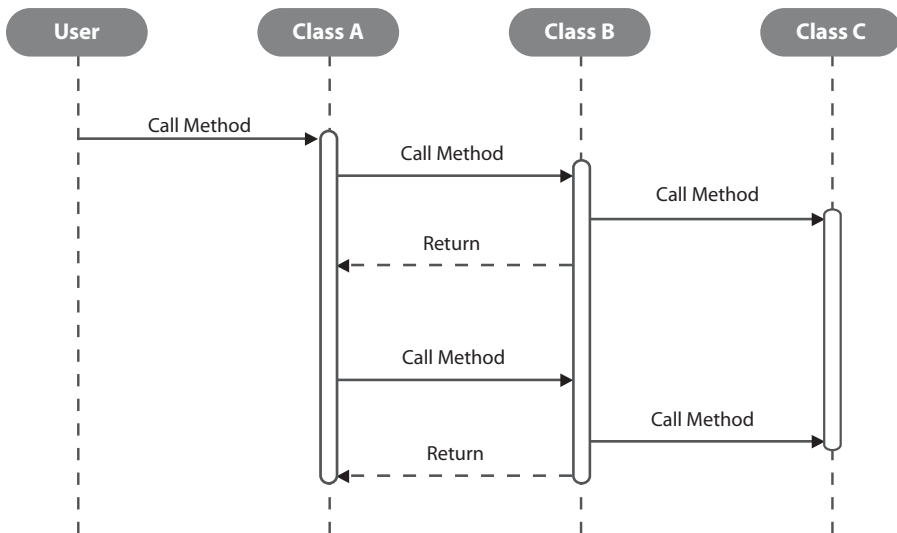 User
Class A
Class B
Class C
Call Method
Call Method
Call Method
Return
Call Method
Call Method
Return